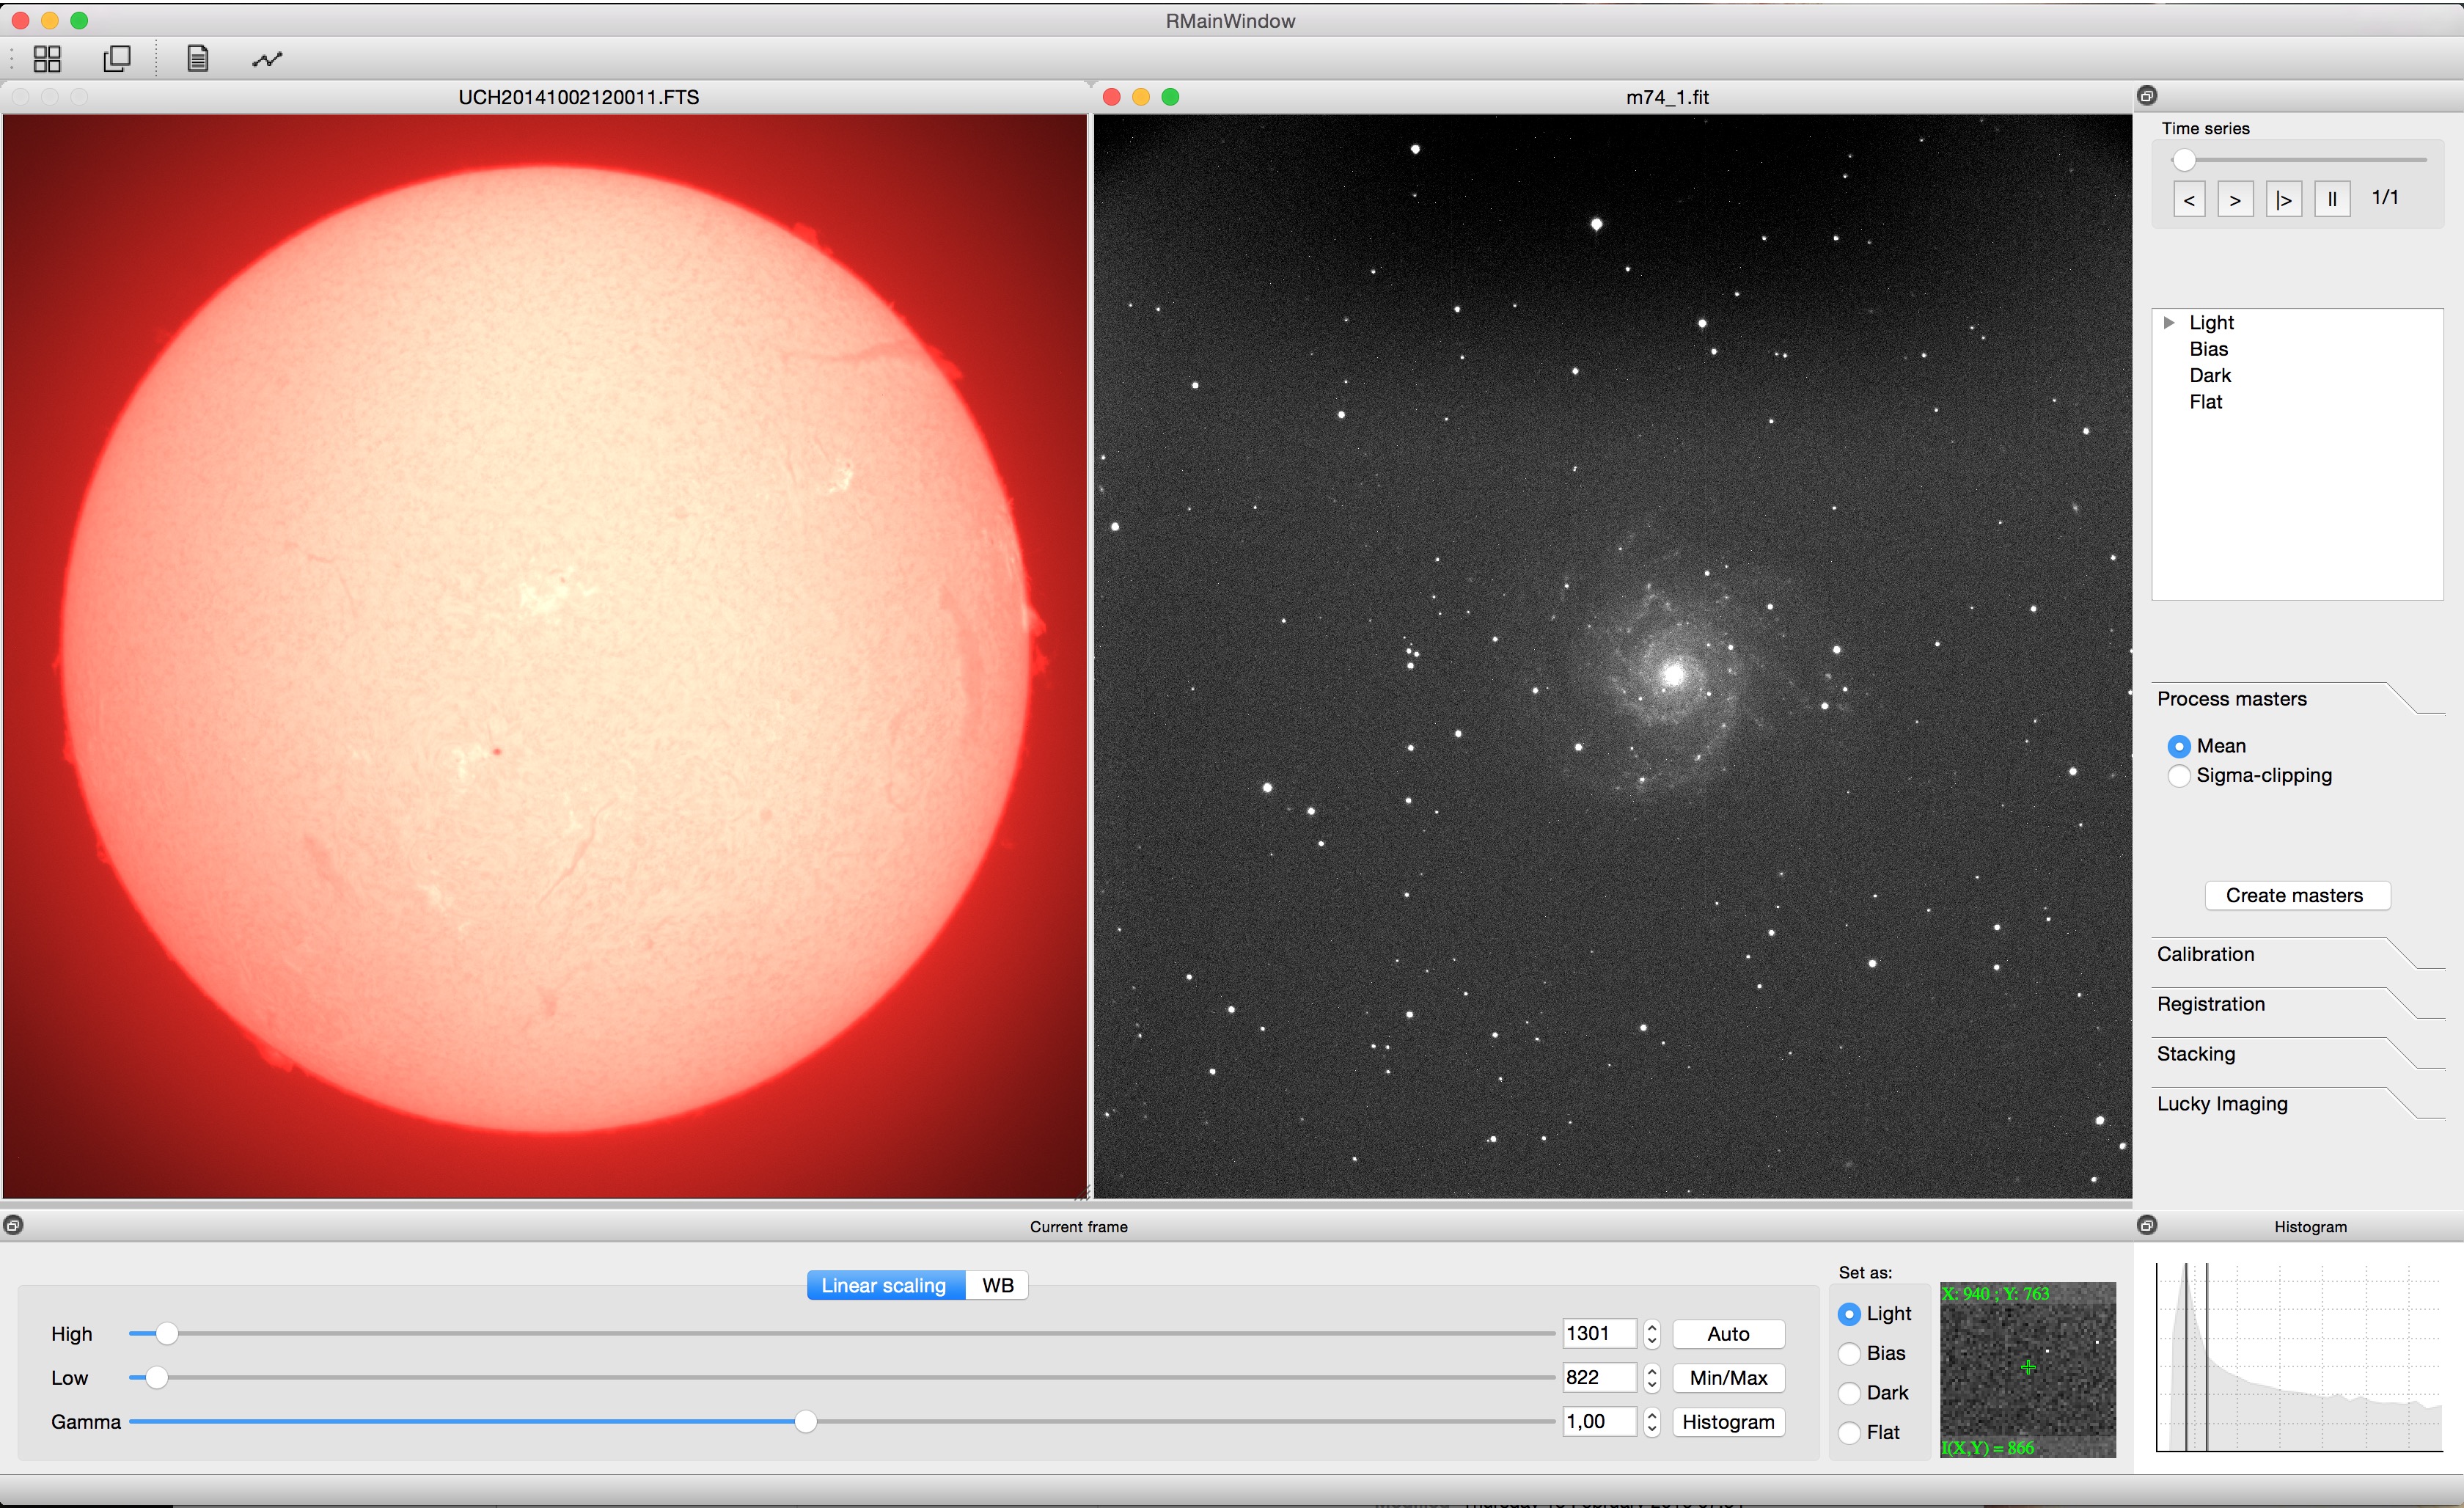 RMainWindow
UCH20141002120011.FTS
m74_1.fit
Time series
< > |> II 1/1
Light
Bias
Dark
Flat
Process masters
Mean
Sigma-clipping
Create masters
Calibration
Registration
Stacking
Lucky Imaging
Current frame
Linear scaling WB
High 1301 Auto
Low 822 Min/Max
Gamma 1,00 Histogram
Set as:
Light
Bias
Dark
Flat
X: 940 ; Y: 763
I(X,Y) = 866
Histogram